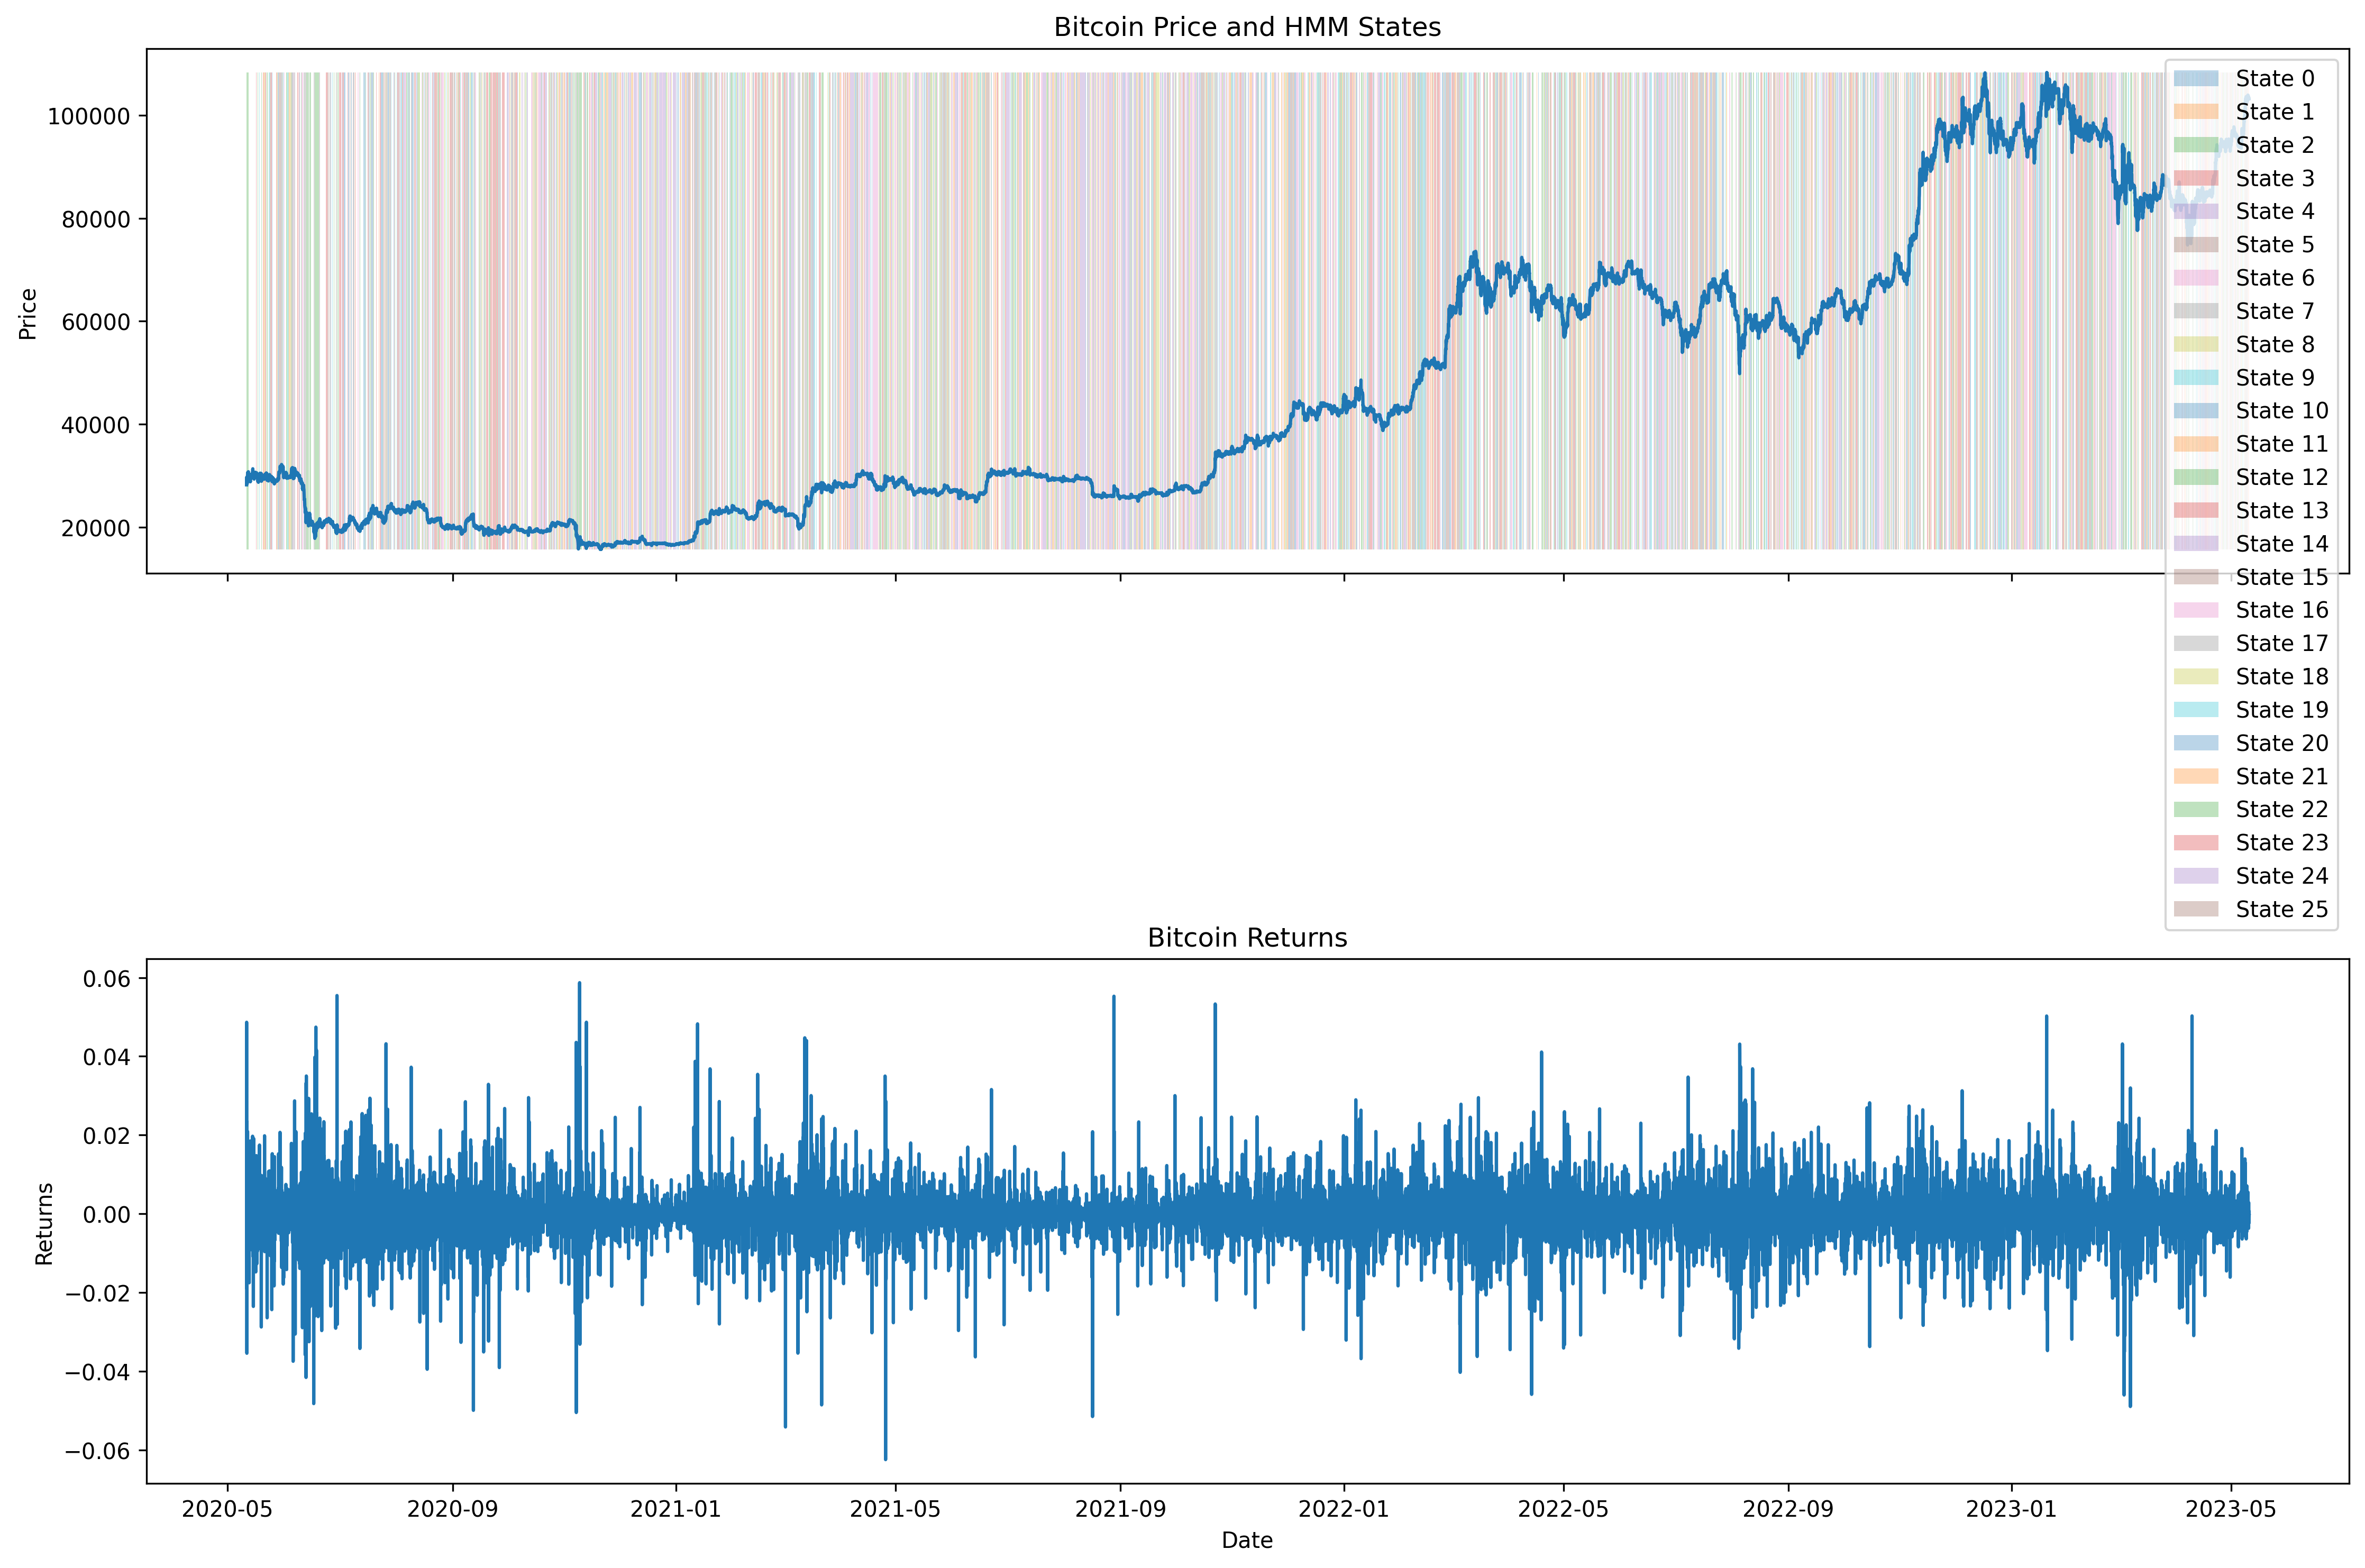 Bitcoin Price and HMM States
Price
100000
80000
60000
40000
20000
State 0
State 1
State 2
State 3
State 4
State 5
State 6
State 7
State 8
State 9
State 10
State 11
State 12
State 13
State 14
State 15
State 16
State 17
State 18
State 19
State 20
State 21
State 22
State 23
State 24
State 25
Bitcoin Returns
Returns
0.06
0.04
0.02
0.00
−0.02
−0.04
−0.06
2020-05 2020-09 2021-01 2021-05 2021-09 2022-01 2022-05 2022-09 2023-01 2023-05
Date